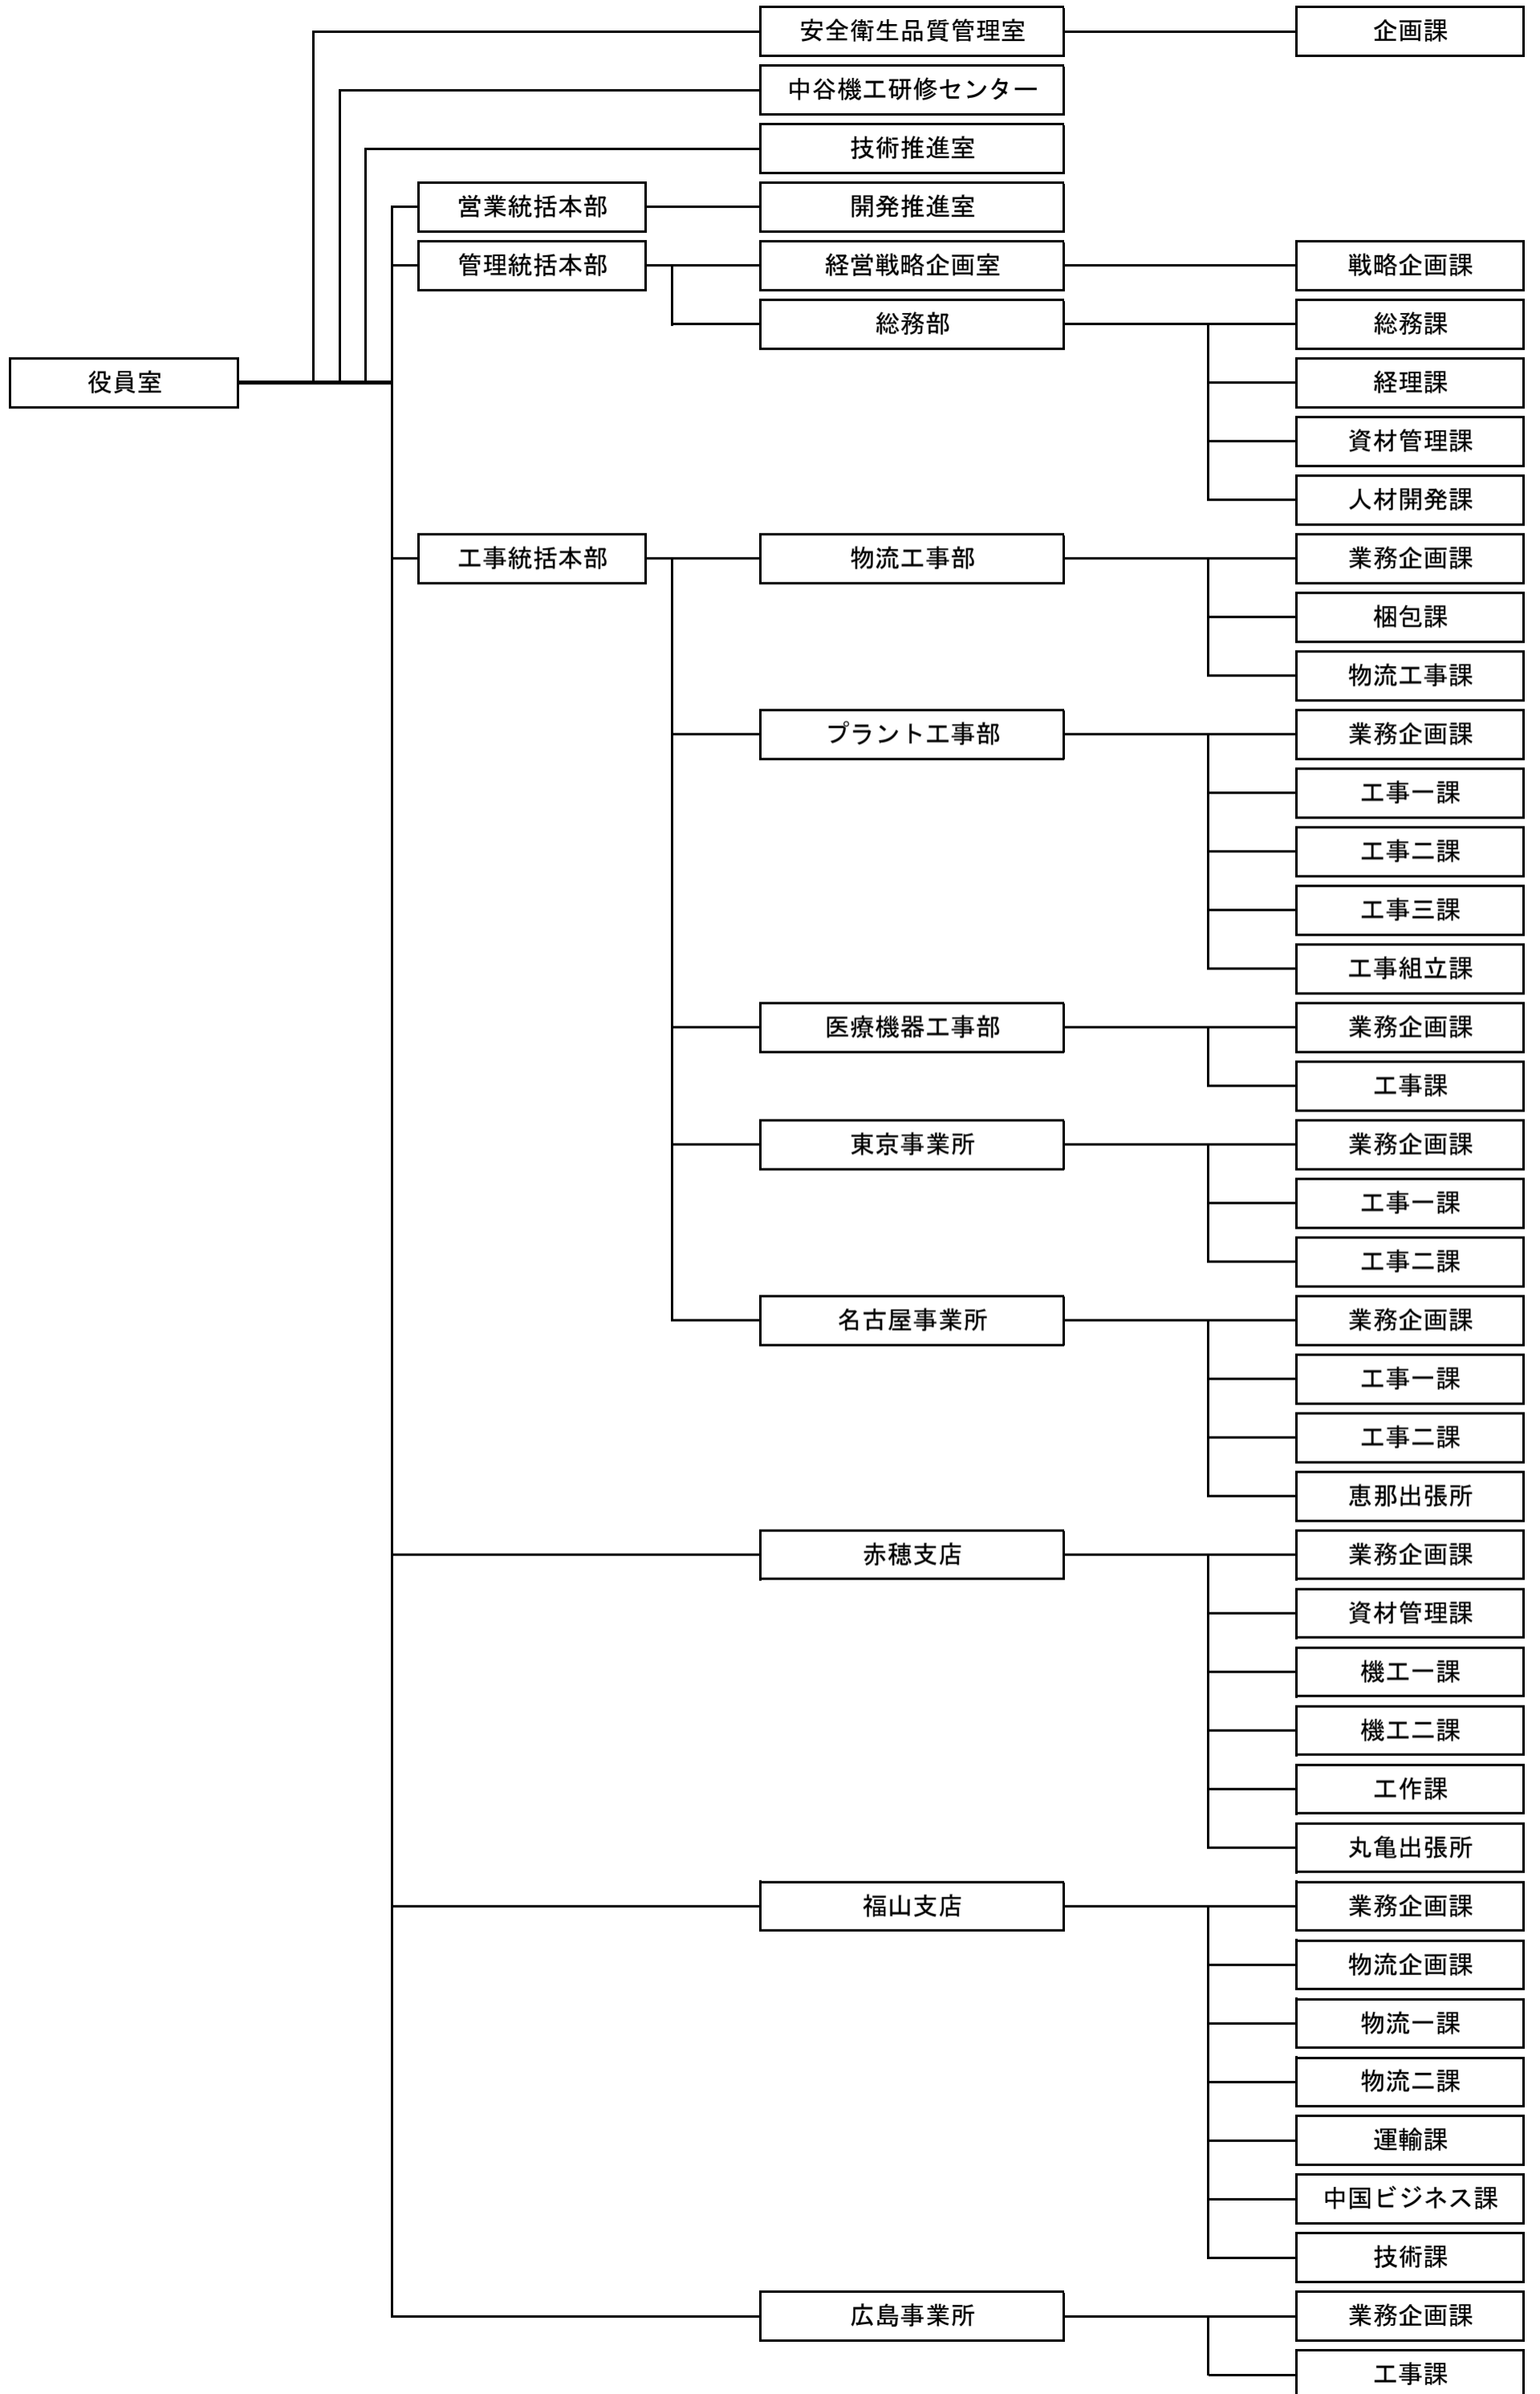 安全衛生品質管理室
企画課
中谷機工研修センター
技術推進室
営業統括本部
開発推進室
管理統括本部
経営戦略企画室
戦略企画課
総務部
総務課
役員室
経理課
資材管理課
人材開発課
工事統括本部
物流工事部
業務企画課
梱包課
物流工事課
プラント工事部
業務企画課
工事一課
工事二課
工事三課
工事組立課
医療機器工事部
業務企画課
工事課
東京事業所
業務企画課
工事一課
工事二課
名古屋事業所
業務企画課
工事一課
工事二課
恵那出張所
赤穂支店
業務企画課
資材管理課
機工一課
機工二課
工作課
丸亀出張所
福山支店
業務企画課
物流企画課
物流一課
物流二課
運輸課
中国ビジネス課
技術課
広島事業所
業務企画課
工事課